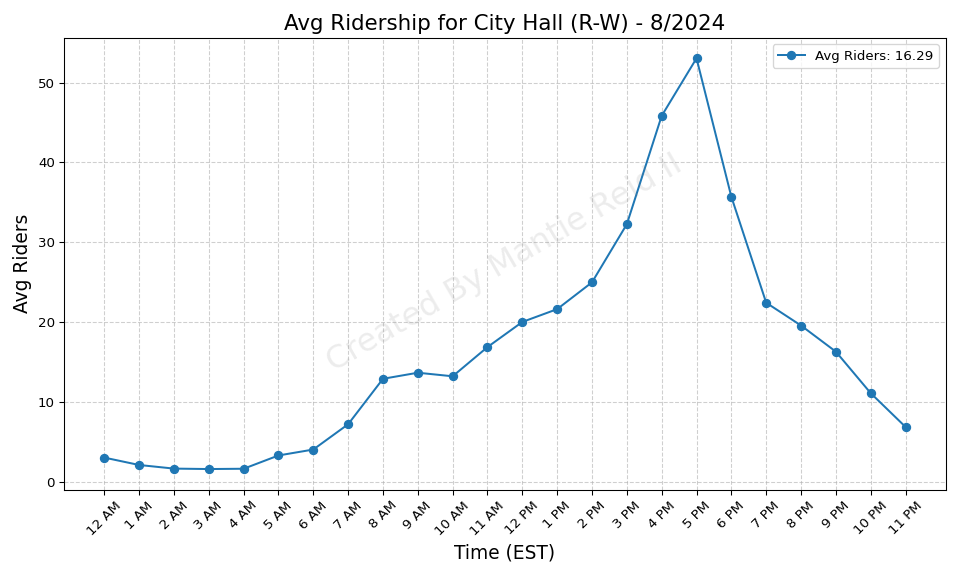 Avg Ridership for City Hall (R-W) - 8/2024
Avg Riders: 16.29
50
40
30
20
10
0
Avg Riders
Created By Mantle Reid II
12 AM
1 AM
2 AM
3 AM
4 AM
5 AM
6 AM
7 AM
8 AM
9 AM
10 AM
11 AM
12 PM
1 PM
2 PM
3 PM
4 PM
5 PM
6 PM
7 PM
8 PM
9 PM
10 PM
11 PM
Time (EST)